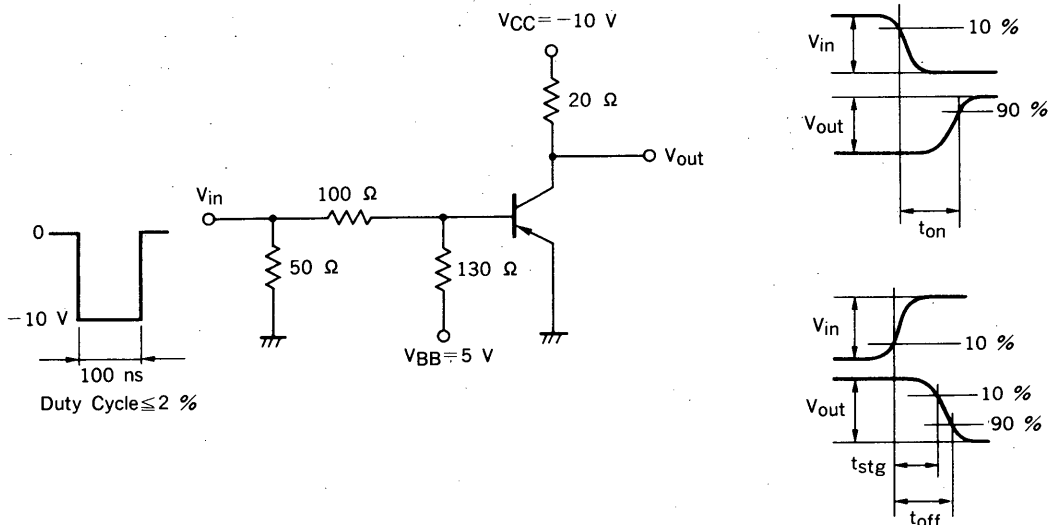 VCC=−10 V
20 Ω
Vout
Vin
100 Ω
50 Ω
130 Ω
VBB=5 V
0
−10 V
100 ns
Duty Cycle≦2 %
Vin
10 %
Vout
90 %
ton
Vin
10 %
Vout
10 %
90 %
tstg
toff